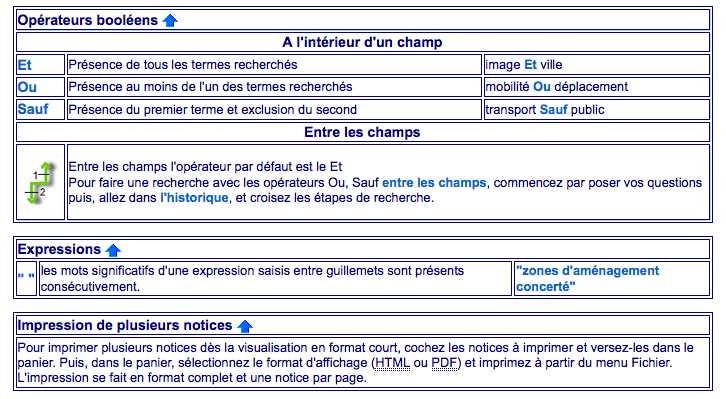 Opérateurs booléens
A l'intérieur d'un champ
Et Présence de tous les termes recherchés image Et ville
Ou Présence au moins de l'un des termes recherchés mobilité Ou déplacement
Sauf Présence du premier terme et exclusion du second transport Sauf public
Entre les champs
1
2
Entre les champs l'opérateur par défaut est le Et
Pour faire une recherche avec les opérateurs Ou, Sauf entre les champs, commencez par poser vos questions
puis, allez dans l'historique, et croisez les étapes de recherche.
Expressions
" " les mots significatifs d'une expression saisis entre guillemets sont présents
consécutivement.
"zones d'aménagement
concerté"
Impression de plusieurs notices
Pour imprimer plusieurs notices dès la visualisation en format court, cochez les notices à imprimer et versez-les dans le
panier. Puis, dans le panier, sélectionnez le format d'affichage (HTML ou PDF) et imprimez à partir du menu Fichier.
L'impression se fait en format complet et une notice par page.